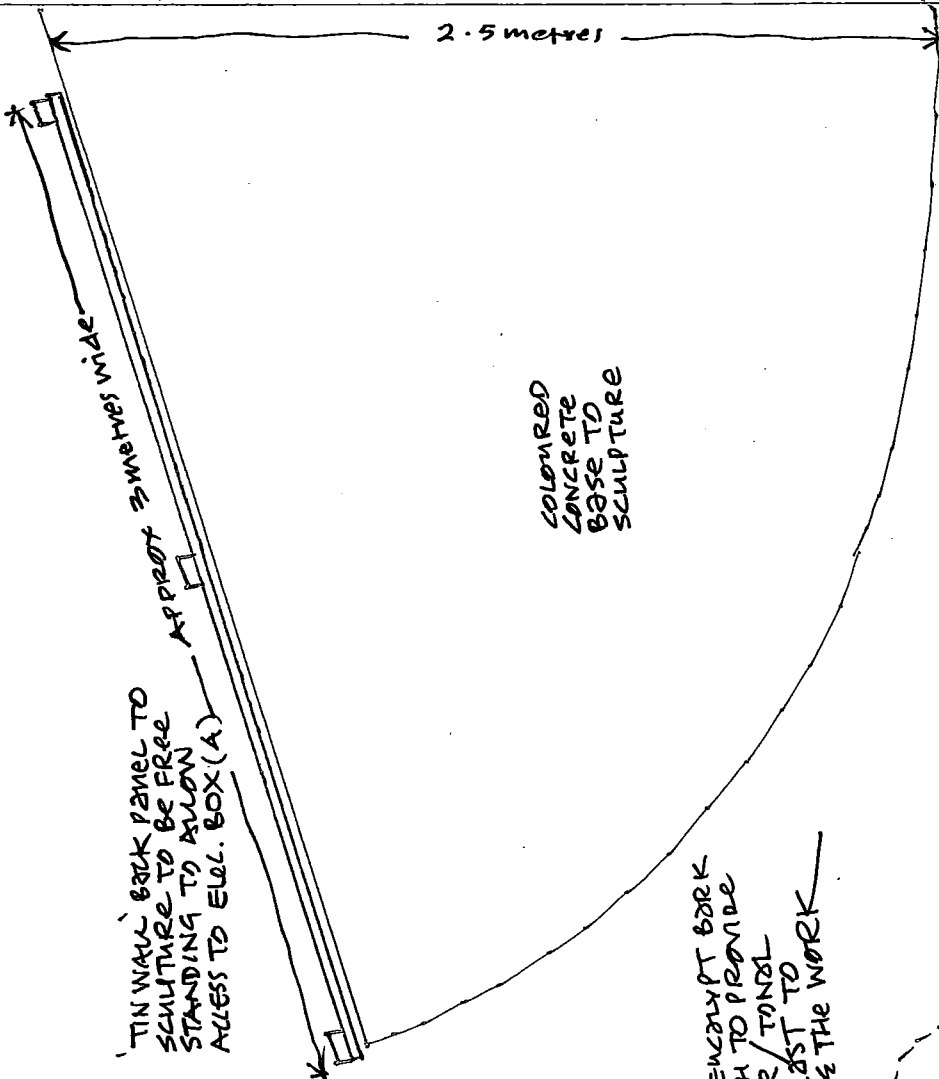 2.5 metres
APPROX 3 metres wide
COLOURED
CONCRETE
BASE TO
SCULPTURE
'TIN WALL' BACK PANEL TO
SCULPTURE TO BE FREE
STANDING TO ALLOW
ACCESS TO ELEC. BOX (A)
EUCALYPT BARK
TO PROVIDE
/ TONAL
TO
THE WORK